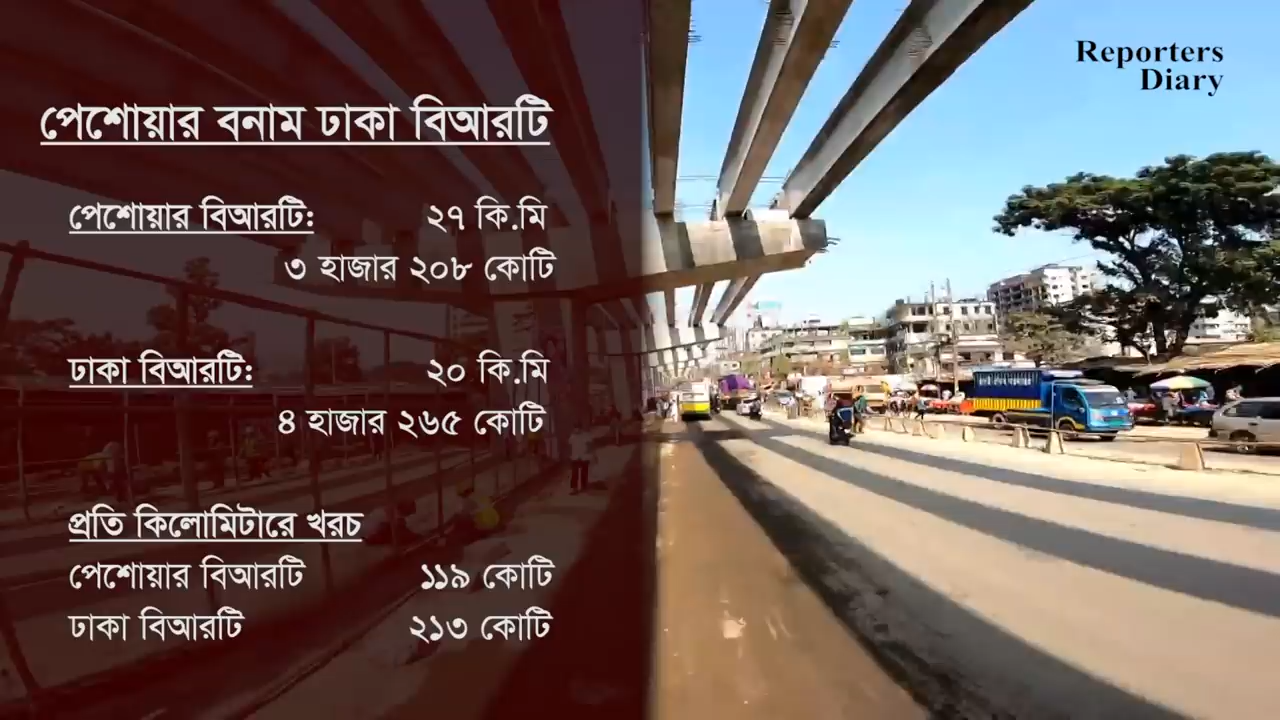 Reporters
Diary
পেশোয়ার বনাম ঢাকা বিআরটি
পেশোয়ার বিআরটি: ২৭ কি.মি
৩ হাজার ২০৮ কোটি
ঢাকা বিআরটি: ২০ কি.মি
৪ হাজার ২৬৫ কোটি
প্রতি কিলোমিটারে খরচ
পেশোয়ার বিআরটি ১১৯ কোটি
ঢাকা বিআরটি ২১৩ কোটি